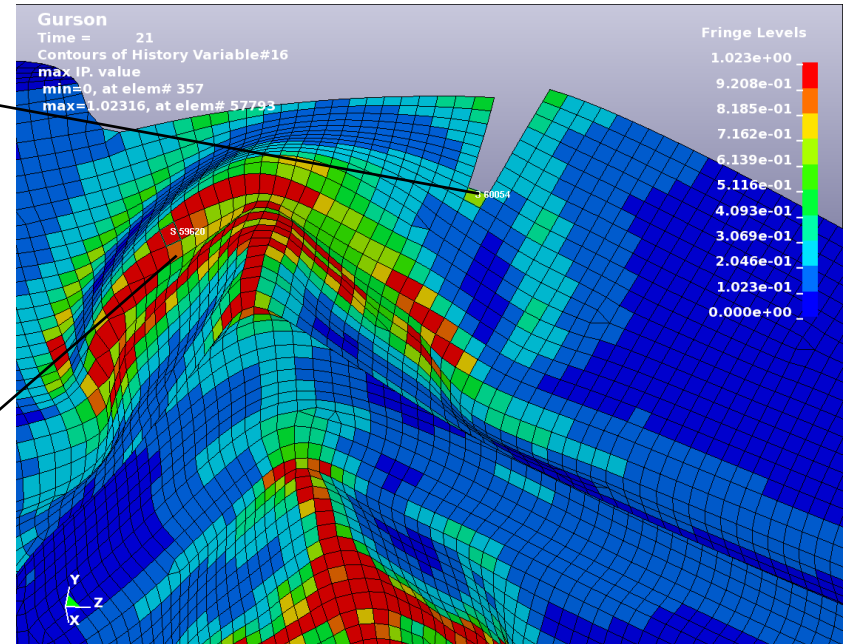 Gurson
Time = 21
Contours of History Variable#16
max IP. value
min=0, at elem# 357
max=1.02316, at elem# 57793
Fringe Levels
1.023e+00
9.208e-01
8.185e-01
7.162e-01
6.139e-01
5.116e-01
4.093e-01
3.069e-01
2.046e-01
1.023e-01
0.000e+00
S 59620
Y
Z
X